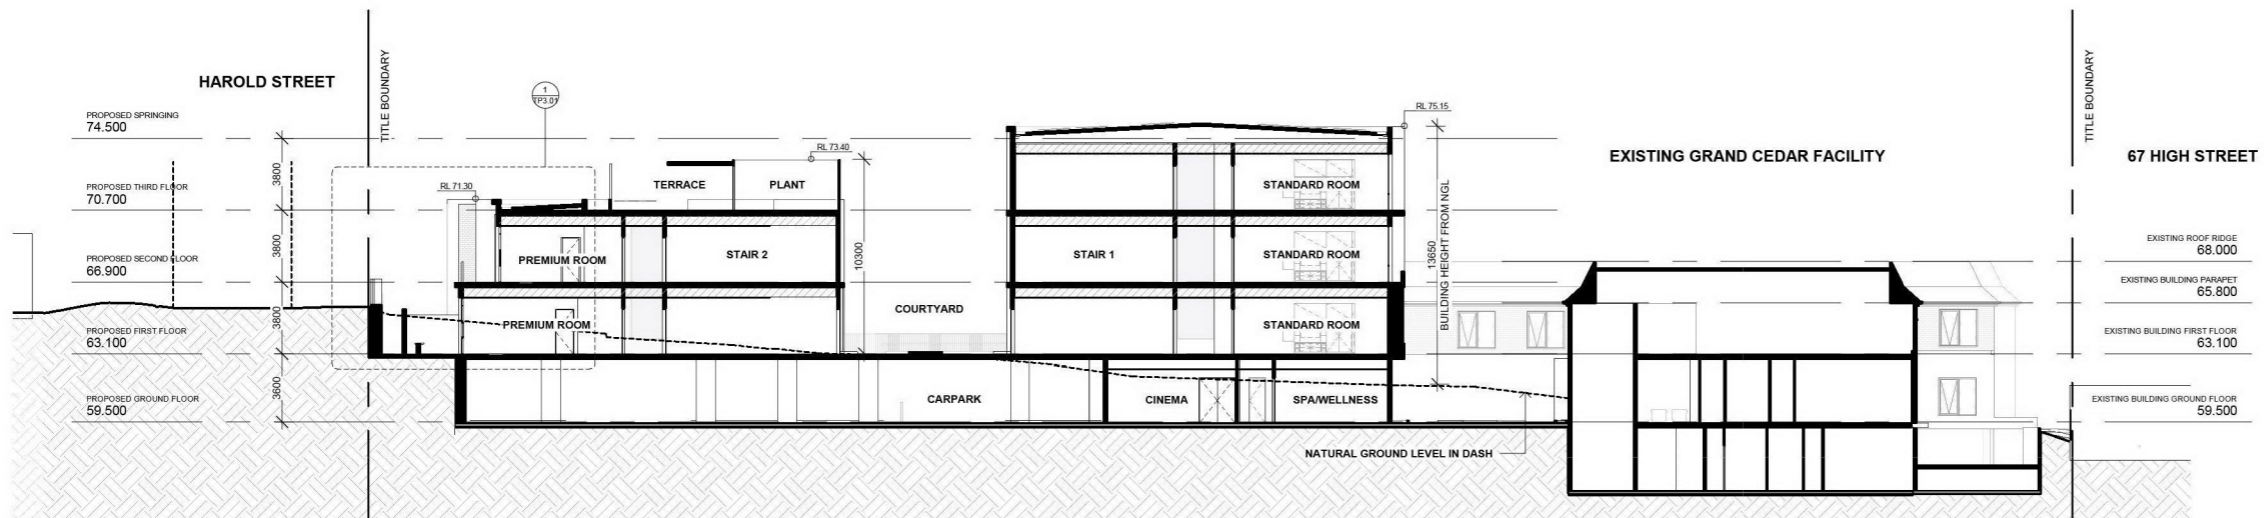 HAROLD STREET
TITLE BOUNDARY
1
TP3.01
PROPOSED SPRINGING
74.500
PROPOSED THIRD FLOOR
70.700
PROPOSED SECOND FLOOR
66.900
PROPOSED FIRST FLOOR
63.100
PROPOSED GROUND FLOOR
59.500
3800
3800
3800
3600
RL 71.30
RL 73.40
TERRACE
PLANT
PREMIUM ROOM
STAIR 2
PREMIUM ROOM
10300
COURTYARD
CARPARK
RL 75.15
STANDARD ROOM
STAIR 1
STANDARD ROOM
STANDARD ROOM
CINEMA
SPA/WELLNESS
13650
BUILDING HEIGHT FROM NGL
NATURAL GROUND LEVEL IN DASH
EXISTING GRAND CEDAR FACILITY
TITLE BOUNDARY
67 HIGH STREET
EXISTING ROOF RIDGE
68.000
EXISTING BUILDING PARAPET
65.800
EXISTING BUILDING FIRST FLOOR
63.100
EXISTING BUILDING GROUND FLOOR
59.500